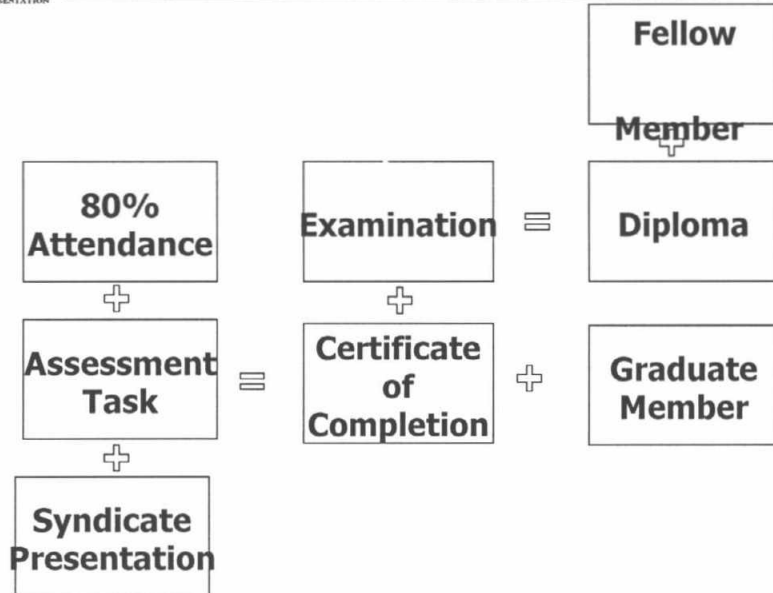 Fellow
Member
80%
Attendance
Examination
=
Diploma
+
+
+
Assessment
Task
=
Certificate
of
Completion
+
Graduate
Member
+
Syndicate
Presentation